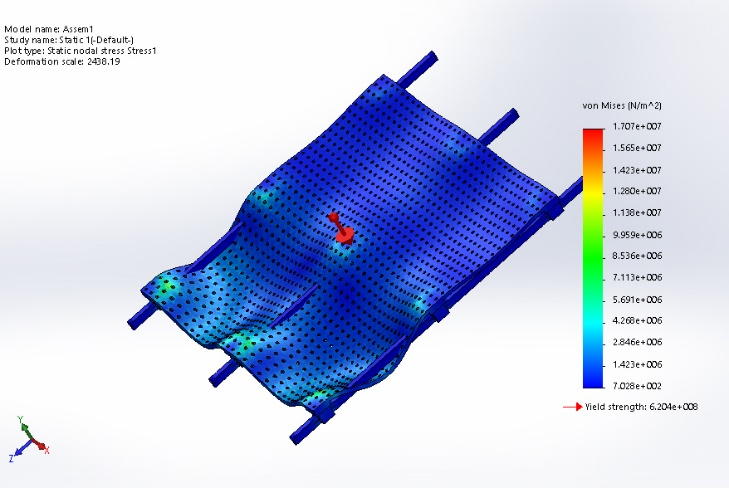 Model name: Assem1
Study name: Static 1(-Default-)
Plot type: Static nodal stress Stress1
Deformation scale: 2438.19
von Mises (N/m^2)
1.707e+007
1.565e+007
1.423e+007
1.280e+007
1.138e+007
9.959e+006
8.536e+006
7.113e+006
5.691e+006
4.268e+006
2.846e+006
1.423e+006
7.028e+002
Yield strength: 6.204e+008
Y
X
Z